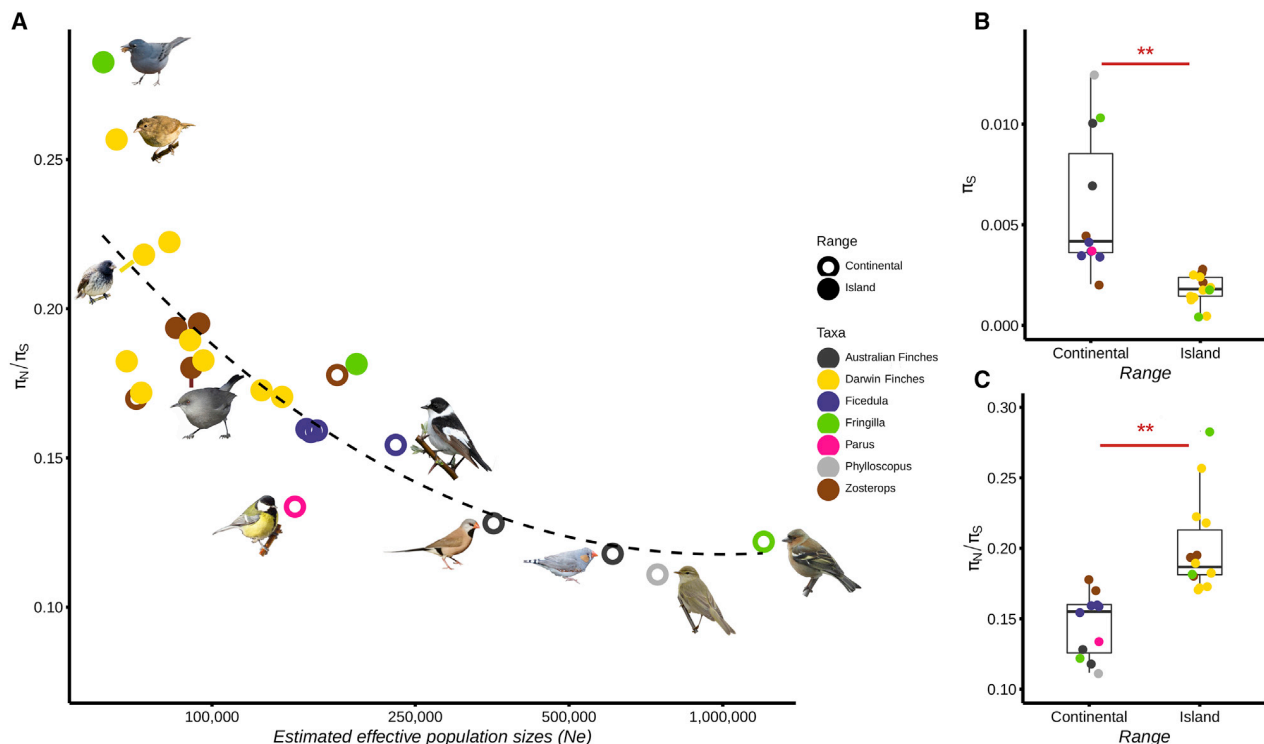 A
πN/πS
0.25
0.20
0.15
0.10
100,000
250,000
500,000
1,000,000
Estimated effective population sizes (Ne)
Range
Continental
Island
Taxa
Australian Finches
Darwin Finches
Ficedula
Fringilla
Parus
Phylloscopus
Zosterops
B
**
πS
0.010
0.005
0.000
Continental
Island
Range
C
**
πN/πS
0.30
0.25
0.20
0.15
0.10
Continental
Island
Range